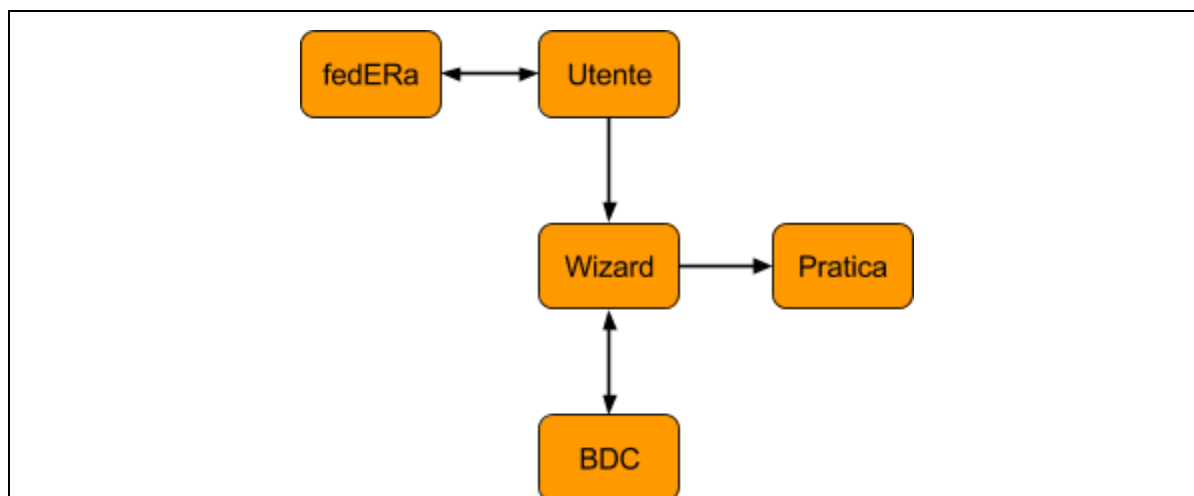 fedERa
Utente
Wizard
Pratica
BDC